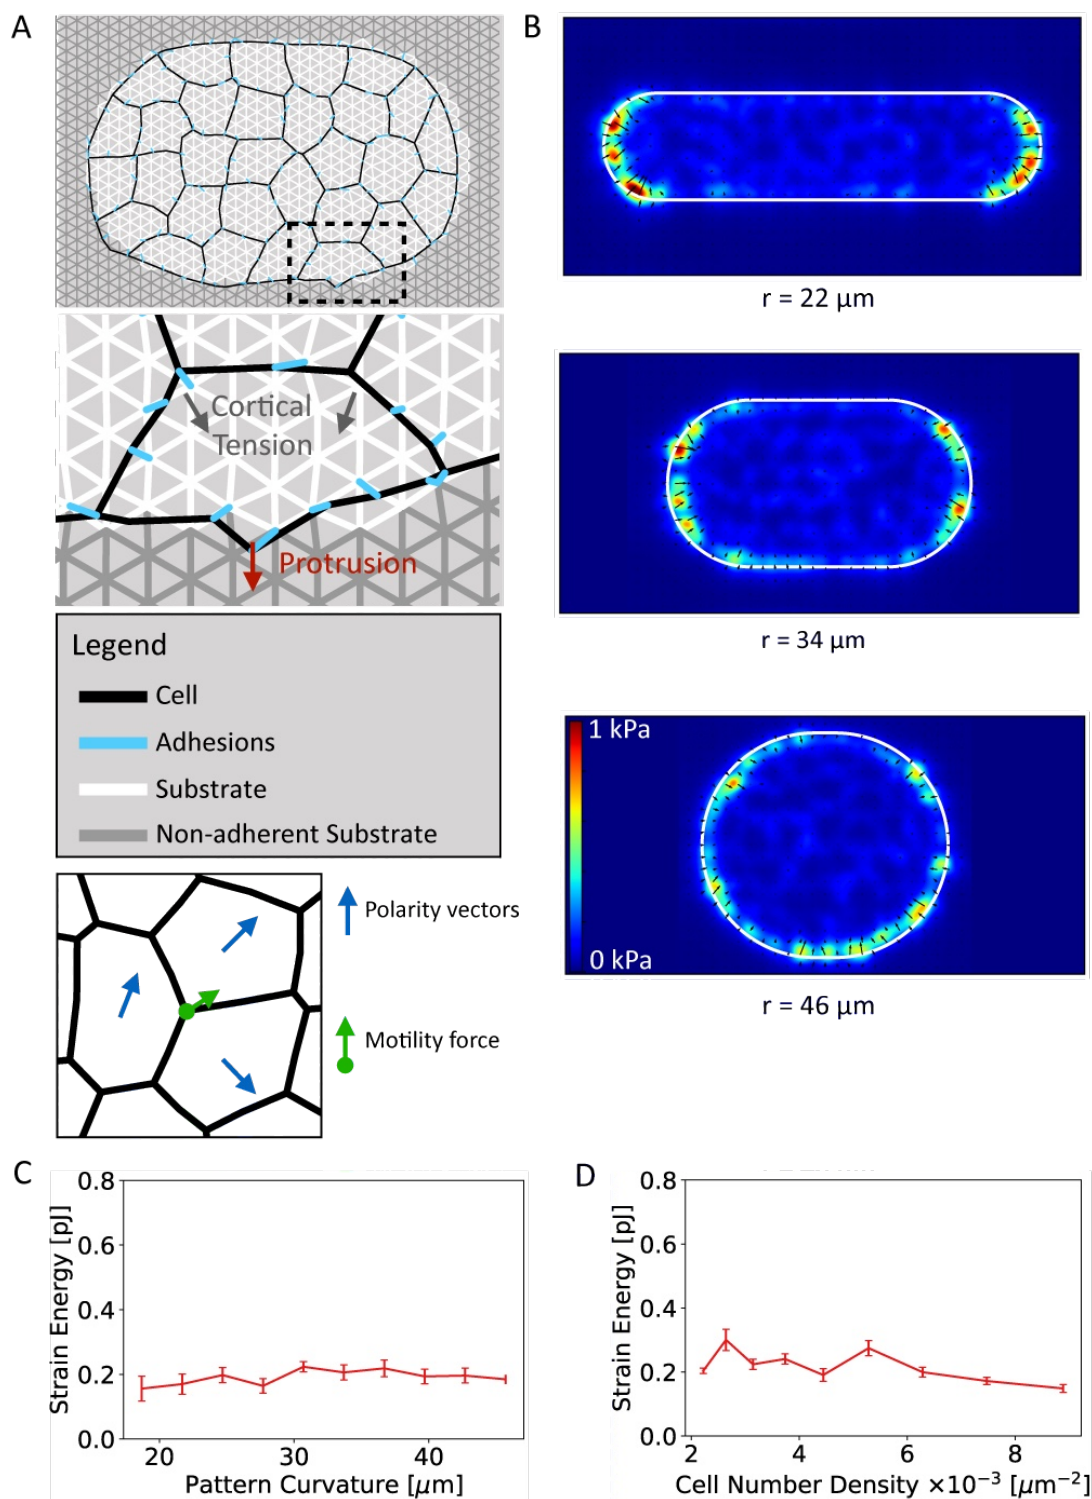 A
B
Cortical
Tension
Protrusion
Legend
Cell
Adhesions
Substrate
Non-adherent Substrate
Polarity vectors
Motility force
r = 22 μm
r = 34 μm
1 kPa
0 kPa
r = 46 μm
C
Strain Energy [pJ]
0.8
0.6
0.4
0.2
0.0
20
30
40
Pattern Curvature [μm]
D
Strain Energy [pJ]
0.8
0.6
0.4
0.2
0.0
2
4
6
8
Cell Number Density ×10⁻³ [μm⁻²]